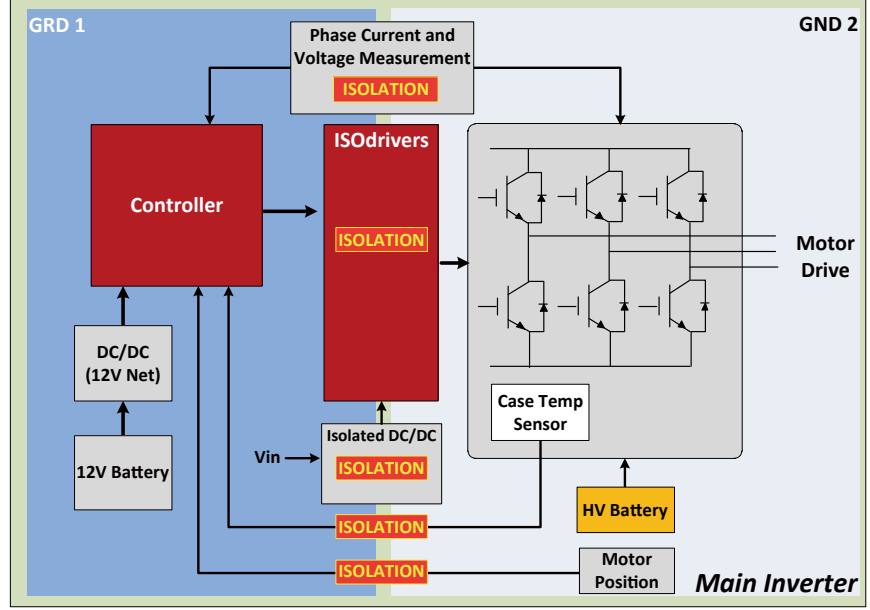 GRD 1
GND 2
Phase Current and
Voltage Measurement
ISOLATION
Controller
ISOdrivers
ISOLATION
Motor
Drive
DC/DC
(12V Net)
12V Battery
Case Temp
Sensor
Isolated DC/DC
Vin
ISOLATION
HV Battery
ISOLATION
ISOLATION
Motor
Position
Main Inverter